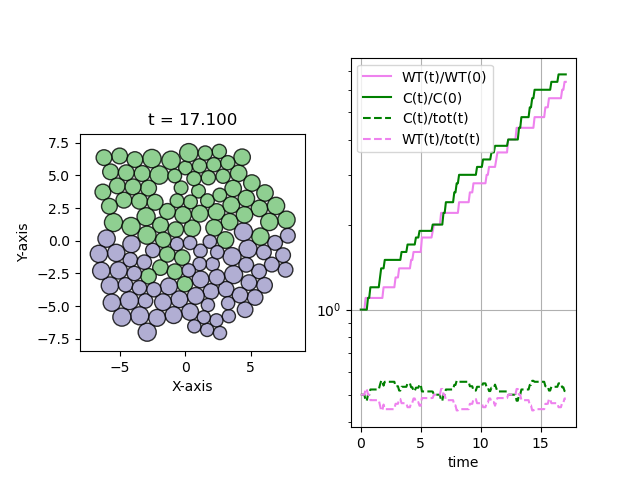 t = 17.100
Y-axis
7.5
5.0
2.5
0.0
−2.5
−5.0
−7.5
−5
0
5
X-axis
WT(t)/WT(0)
C(t)/C(0)
C(t)/tot(t)
WT(t)/tot(t)
10⁰
0
5
10
15
time